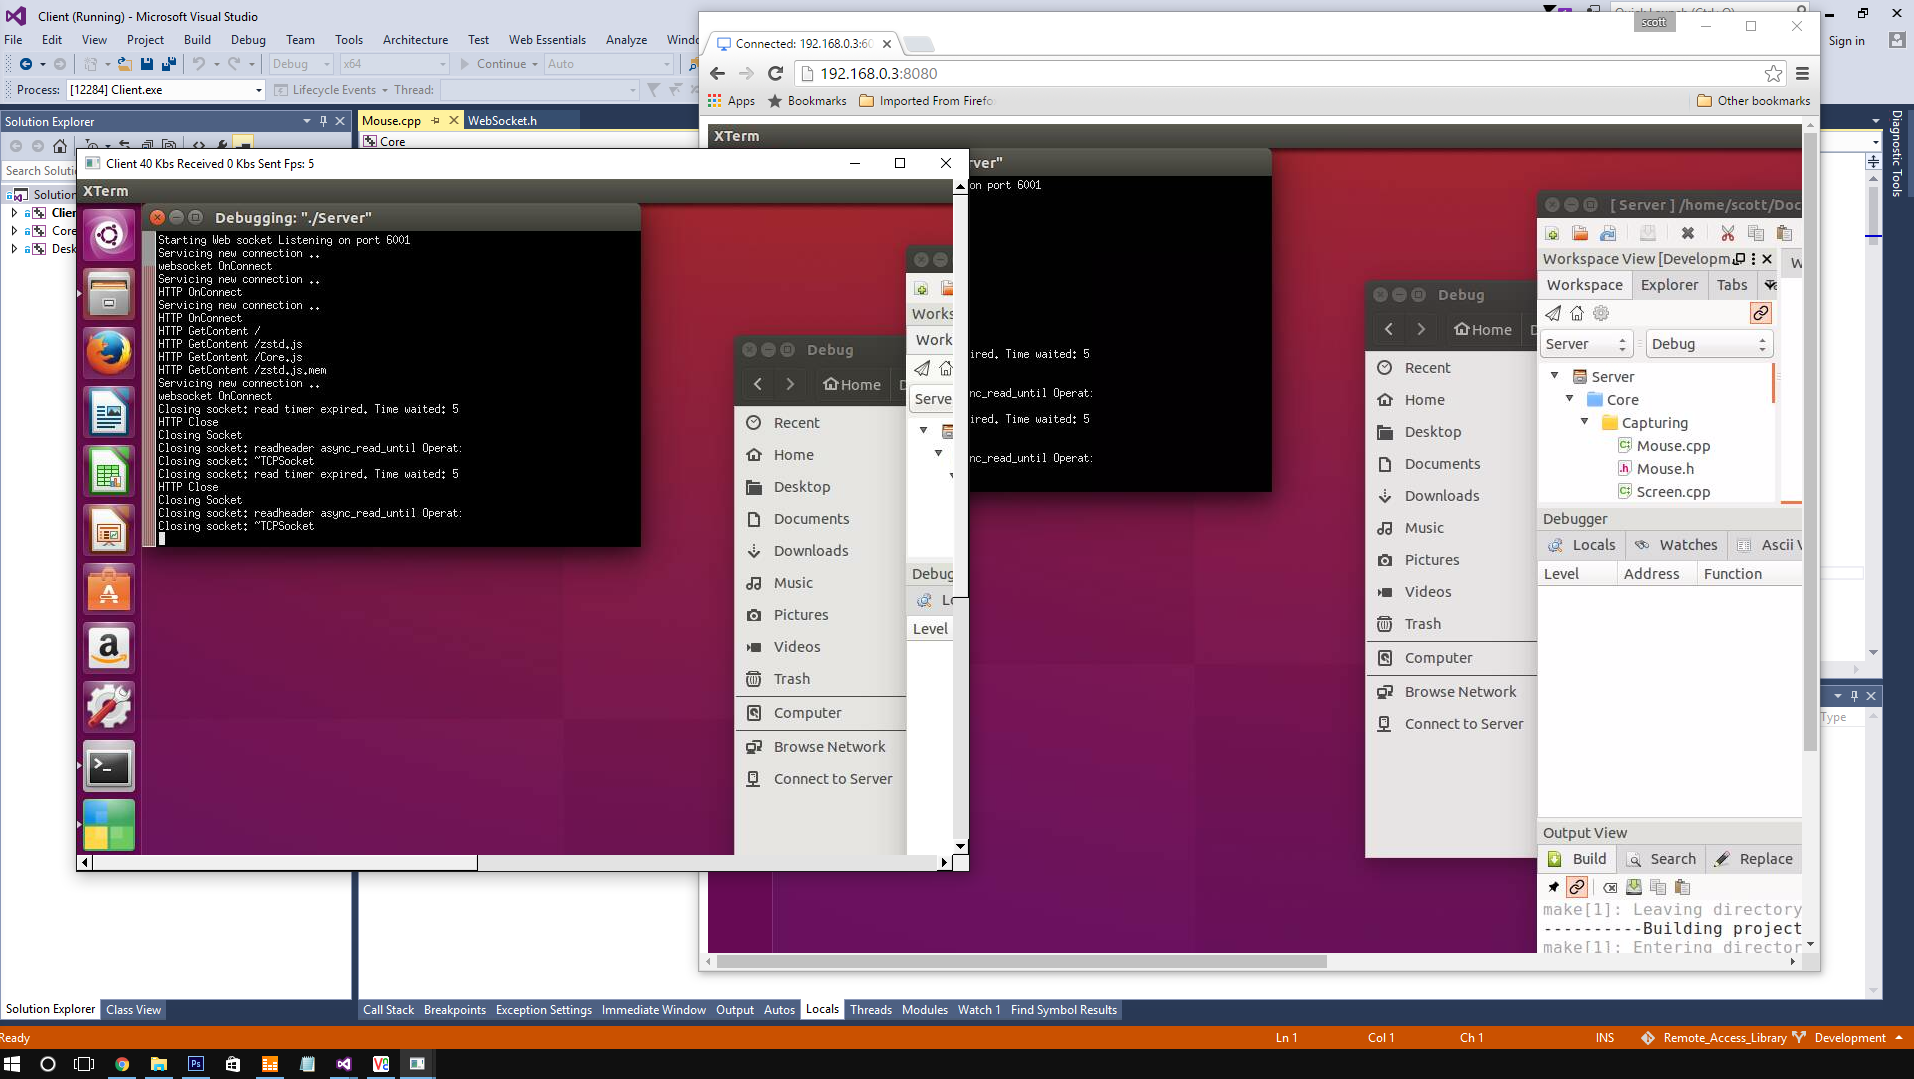 Client (Running) - Microsoft Visual Studio
File Edit View Project Build Debug Team Tools Architecture Test Web Essentials Analyze
Sign in
Debug x64 Continue Auto
Process: [12284] Client.exe Lifecycle Events Thread:
Solution Explorer
Mouse.cpp WebSocket.h
Core
Diagnostic Tools
scott
Connected: 192.168.0.3:60
192.168.0.3:8080
Apps Bookmarks Imported From Firefo
Other bookmarks
XTerm
rver"
on port 6001
ired. Time waited: 5
nc_read_until Operat:
ired. Time waited: 5
nc_read_until Operat:
Client 40 Kbs Received 0 Kbs Sent Fps: 5
XTerm
Debugging: "./Server"
Starting Web socket Listening on port 6001
Servicing new connection ..
websocket OnConnect
Servicing new connection ..
HTTP OnConnect
Servicing new connection ..
HTTP OnConnect
HTTP GetContent /
HTTP GetContent /zstd.js
HTTP GetContent /Core.js
HTTP GetContent /zstd.js.mem
Servicing new connection ..
websocket OnConnect
Closing socket: read timer expired. Time waited: 5
HTTP Close
Closing Socket
Closing socket: readheader async_read_until Operat:
Closing socket: ~TCPSocket
Closing socket: read timer expired. Time waited: 5
HTTP Close
Closing Socket
Closing socket: readheader async_read_until Operat:
Closing socket: ~TCPSocket
Debug
Home
Recent
Home
Desktop
Documents
Downloads
Music
Pictures
Videos
Trash
Computer
Browse Network
Connect to Server
Works
Work
Serve
Debug
Level
Debug
Home
Recent
Home
Desktop
Documents
Downloads
Music
Pictures
Videos
Trash
Computer
Browse Network
Connect to Server
[ Server ] /home/scott/Doc
Workspace View [Developm
Workspace Explorer Tabs
Server Debug
Server
Core
Capturing
Mouse.cpp
Mouse.h
Screen.cpp
Debugger
Locals Watches Ascii V
Level Address Function
Output View
Build Search Replace
make[1]: Leaving directory
----------Building project
make[1]: Entering director
Type
Solution Explorer Class View
Call Stack Breakpoints Exception Settings Immediate Window Output Autos Locals Threads Modules Watch 1 Find Symbol Results
Ready
Ln 1 Col 1 Ch 1 INS Remote_Access_Library Development